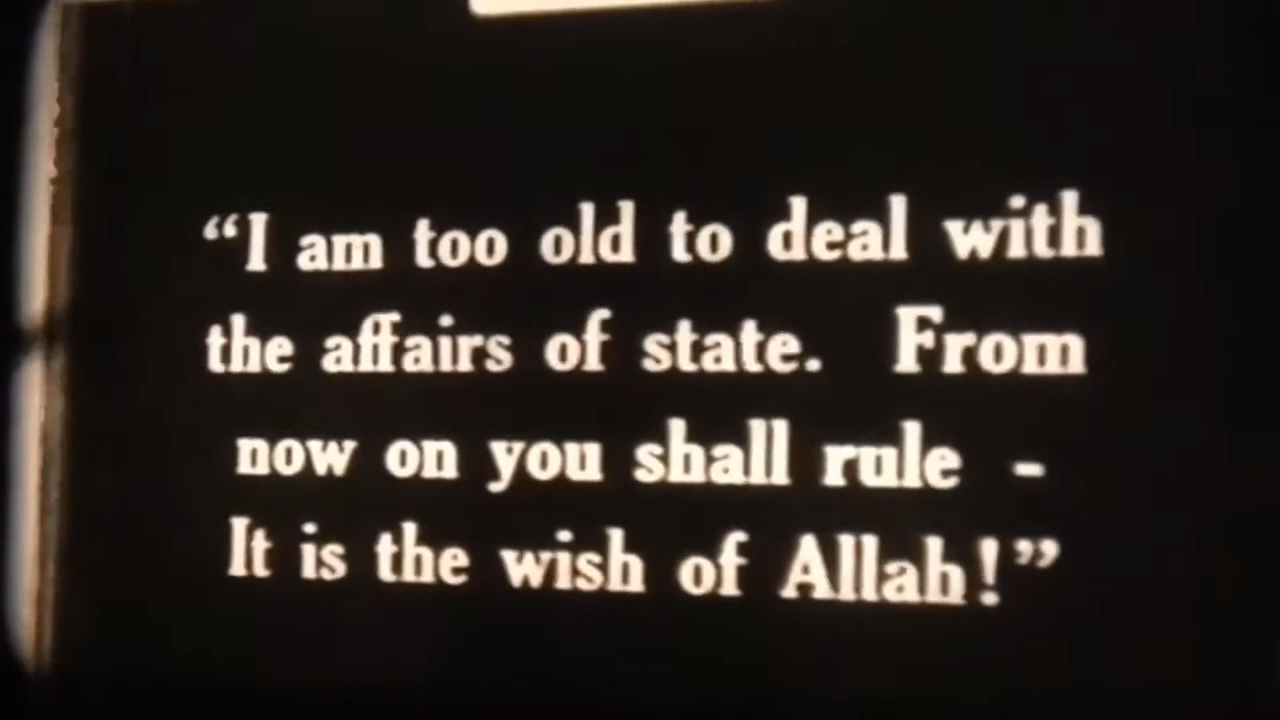 “I am too old to deal with
the affairs of state. From
now on you shall rule -
It is the wish of Allah!”